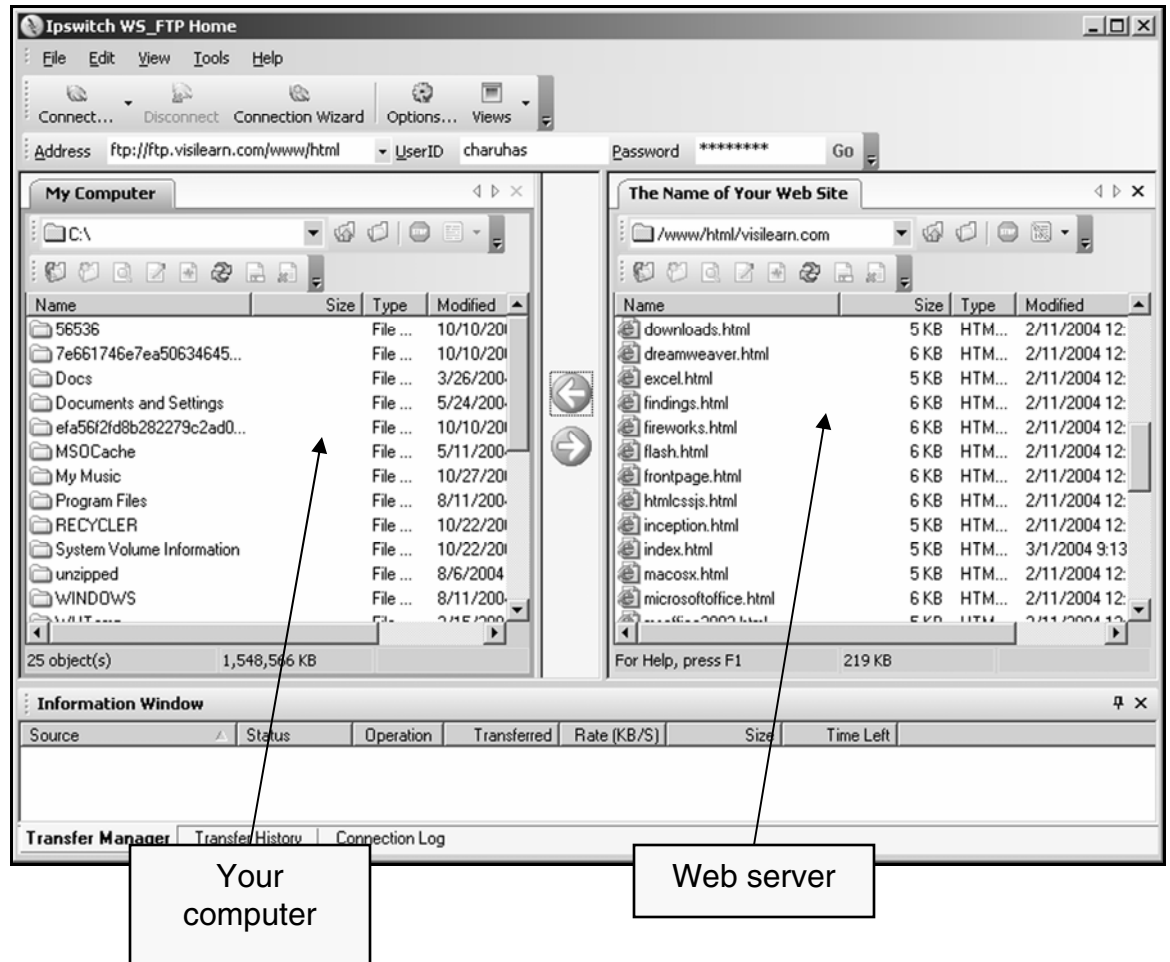 Ipswitch WS_FTP Home
File Edit View Tools Help
Connect... Disconnect Connection Wizard Options... Views
Address ftp://ftp.visilearn.com/www/html UserID charuhas Password ******** Go
My Computer
C:\
Name Size Type Modified
56536 File ... 10/10/20
7e661746e7ea50634645... File ... 10/10/20
Docs File ... 3/26/200
Documents and Settings File ... 5/24/200
efa56f2fd8b282279c2ad0... File ... 10/10/20
MSOCache File ... 5/11/200
My Music File ... 10/27/20
Program Files File ... 8/11/200
RECYCLER File ... 10/22/20
System Volume Information File ... 10/22/20
unzipped File ... 8/6/2004
WINDOWS File ... 8/11/200
25 object(s) 1,548,566 KB
The Name of Your Web Site
/www/html/visilearn.com
Name Size Type Modified
downloads.html 5 KB HTM... 2/11/2004 12:
dreamweaver.html 6 KB HTM... 2/11/2004 12:
excel.html 5 KB HTM... 2/11/2004 12:
findings.html 6 KB HTM... 2/11/2004 12:
fireworks.html 6 KB HTM... 2/11/2004 12:
flash.html 6 KB HTM... 2/11/2004 12:
frontpage.html 6 KB HTM... 2/11/2004 12:
htmlcssjs.html 6 KB HTM... 2/11/2004 12:
inception.html 5 KB HTM... 2/11/2004 12:
index.html 5 KB HTM... 3/1/2004 9:13
macosx.html 5 KB HTM... 2/11/2004 12:
microsoftoffice.html 6 KB HTM... 2/11/2004 12:
For Help, press F1 219 KB
Information Window
Source Status Operation Transferred Rate (KB/S) Size Time Left
Transfer Manager Transfer History Connection Log
Your
computer
Web server